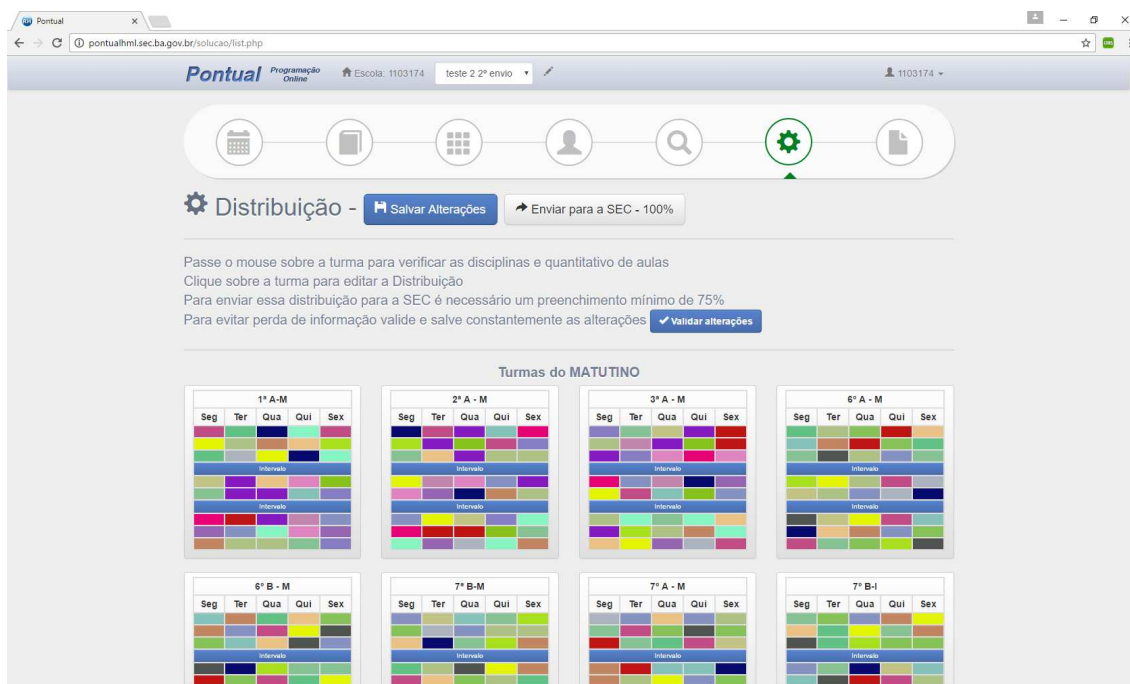 Pontual
pontualhml.sec.ba.gov.br/solucao/list.php
Pontual Programação Online Escola: 1103174 teste 2 2º envio 1103174
Distribuição - Salvar Alterações Enviar para a SEC - 100%
Passe o mouse sobre a turma para verificar as disciplinas e quantitativo de aulas
Clique sobre a turma para editar a Distribuição
Para enviar essa distribuição para a SEC é necessário um preenchimento mínimo de 75%
Para evitar perda de informação valide e salve constantemente as alterações Validar alterações
Turmas do MATUTINO
1ª A-M
Seg Ter Qua Qui Sex
Intervalo
Intervalo
2ª A - M
Seg Ter Qua Qui Sex
Intervalo
Intervalo
3ª A - M
Seg Ter Qua Qui Sex
Intervalo
Intervalo
6º A - M
Seg Ter Qua Qui Sex
Intervalo
Intervalo
6º B - M
Seg Ter Qua Qui Sex
Intervalo
7º B-M
Seg Ter Qua Qui Sex
Intervalo
7º A - M
Seg Ter Qua Qui Sex
Intervalo
7º B-I
Seg Ter Qua Qui Sex
Intervalo